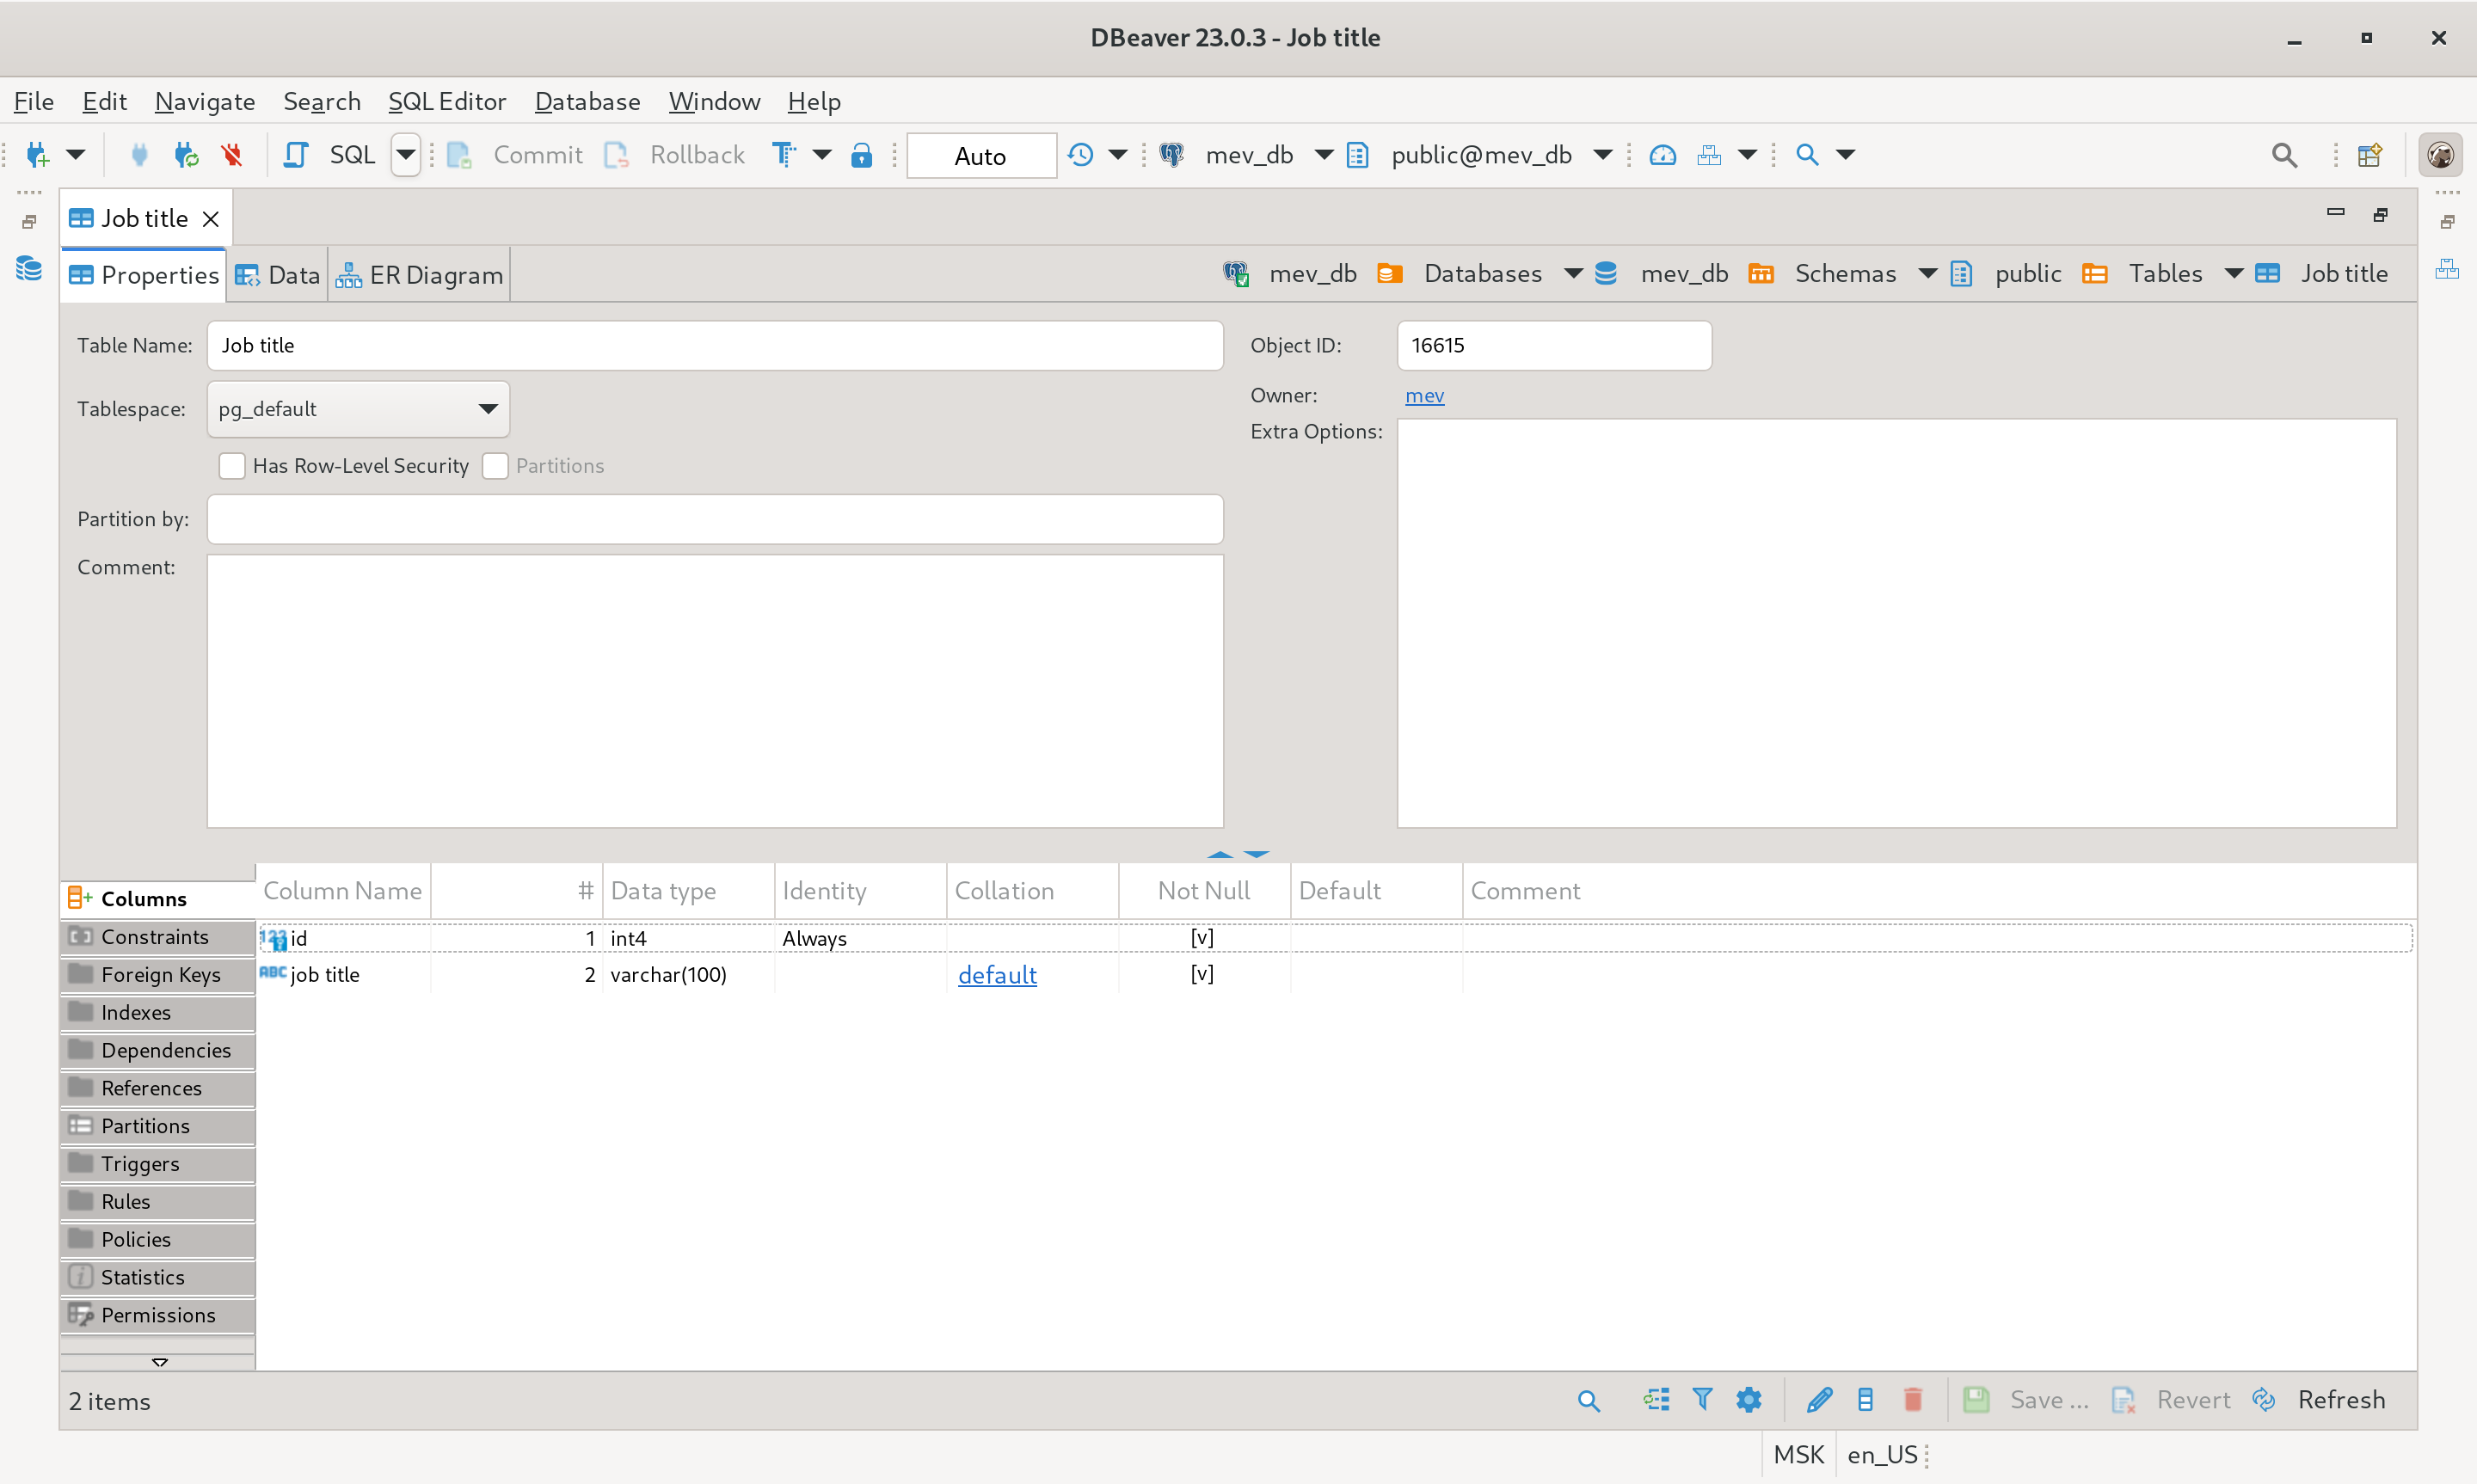 DBeaver 23.0.3 - Job title
File Edit Navigate Search SQL Editor Database Window Help
SQL Commit Rollback Auto mev_db public@mev_db
Job title
Properties Data ER Diagram mev_db Databases mev_db Schemas public Tables Job title
Table Name: Job title Object ID: 16615
Tablespace: pg_default Owner: mev
Extra Options:
Has Row-Level Security Partitions
Partition by:
Comment:
Columns Column Name # Data type Identity Collation Not Null Default Comment
Constraints 123 id 1 int4 Always [v]
Foreign Keys ABC job title 2 varchar(100) default [v]
Indexes
Dependencies
References
Partitions
Triggers
Rules
Policies
Statistics
Permissions
2 items Save ... Revert Refresh
MSK en_US